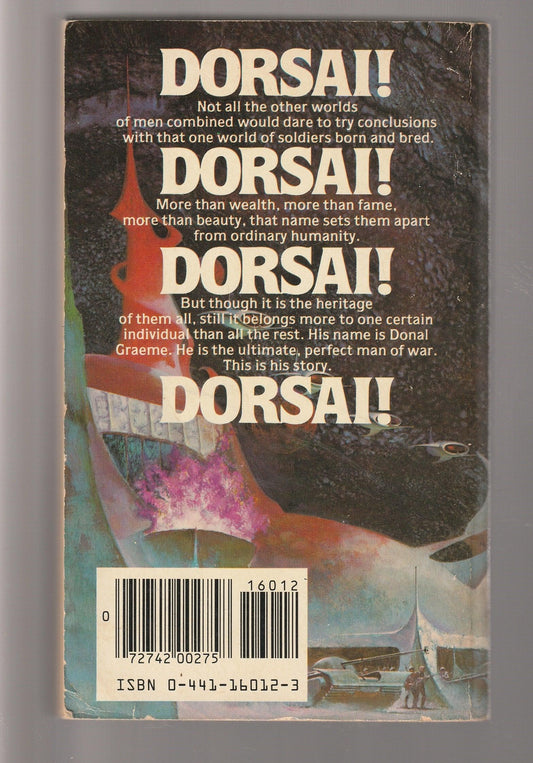 DORSAI!
Not all the other worlds
of men combined would dare to try conclusions
with that one world of soldiers born and bred.
DORSAI!
More than wealth, more than fame,
more than beauty, that name sets them apart
from ordinary humanity.
DORSAI!
But though it is the heritage
of them all, still it belongs more to one certain
individual than all the rest. His name is Donal
Graeme. He is the ultimate, perfect man of war.
This is his story.
DORSAI!
16012
0
72742 00275
ISBN 0-441-16012-3